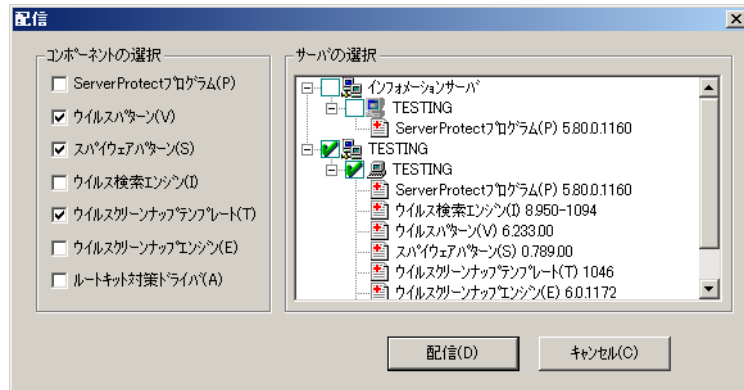 配信
コンポーネントの選択
ServerProtectプログラム(P)
ウイルスパターン(V)
スパイウェアパターン(S)
ウイルス検索エンジン(I)
ウイルスクリーンナップテンプレート(T)
ウイルスクリーンナップエンジン(E)
ルートキット対策ドライバ(A)
サーバの選択
インフォメーションサーバ
TESTING
ServerProtectプログラム(P) 5.80.0.1160
TESTING
TESTING
ServerProtectプログラム(P) 5.80.0.1160
ウイルス検索エンジン(I) 8.950-1094
ウイルスパターン(V) 6.233.00
スパイウェアパターン(S) 0.789.00
ウイルスクリーンナップテンプレート(T) 1046
ウイルスクリーンナップエンジン(E) 6.0.1172
配信(D)
キャンセル(C)